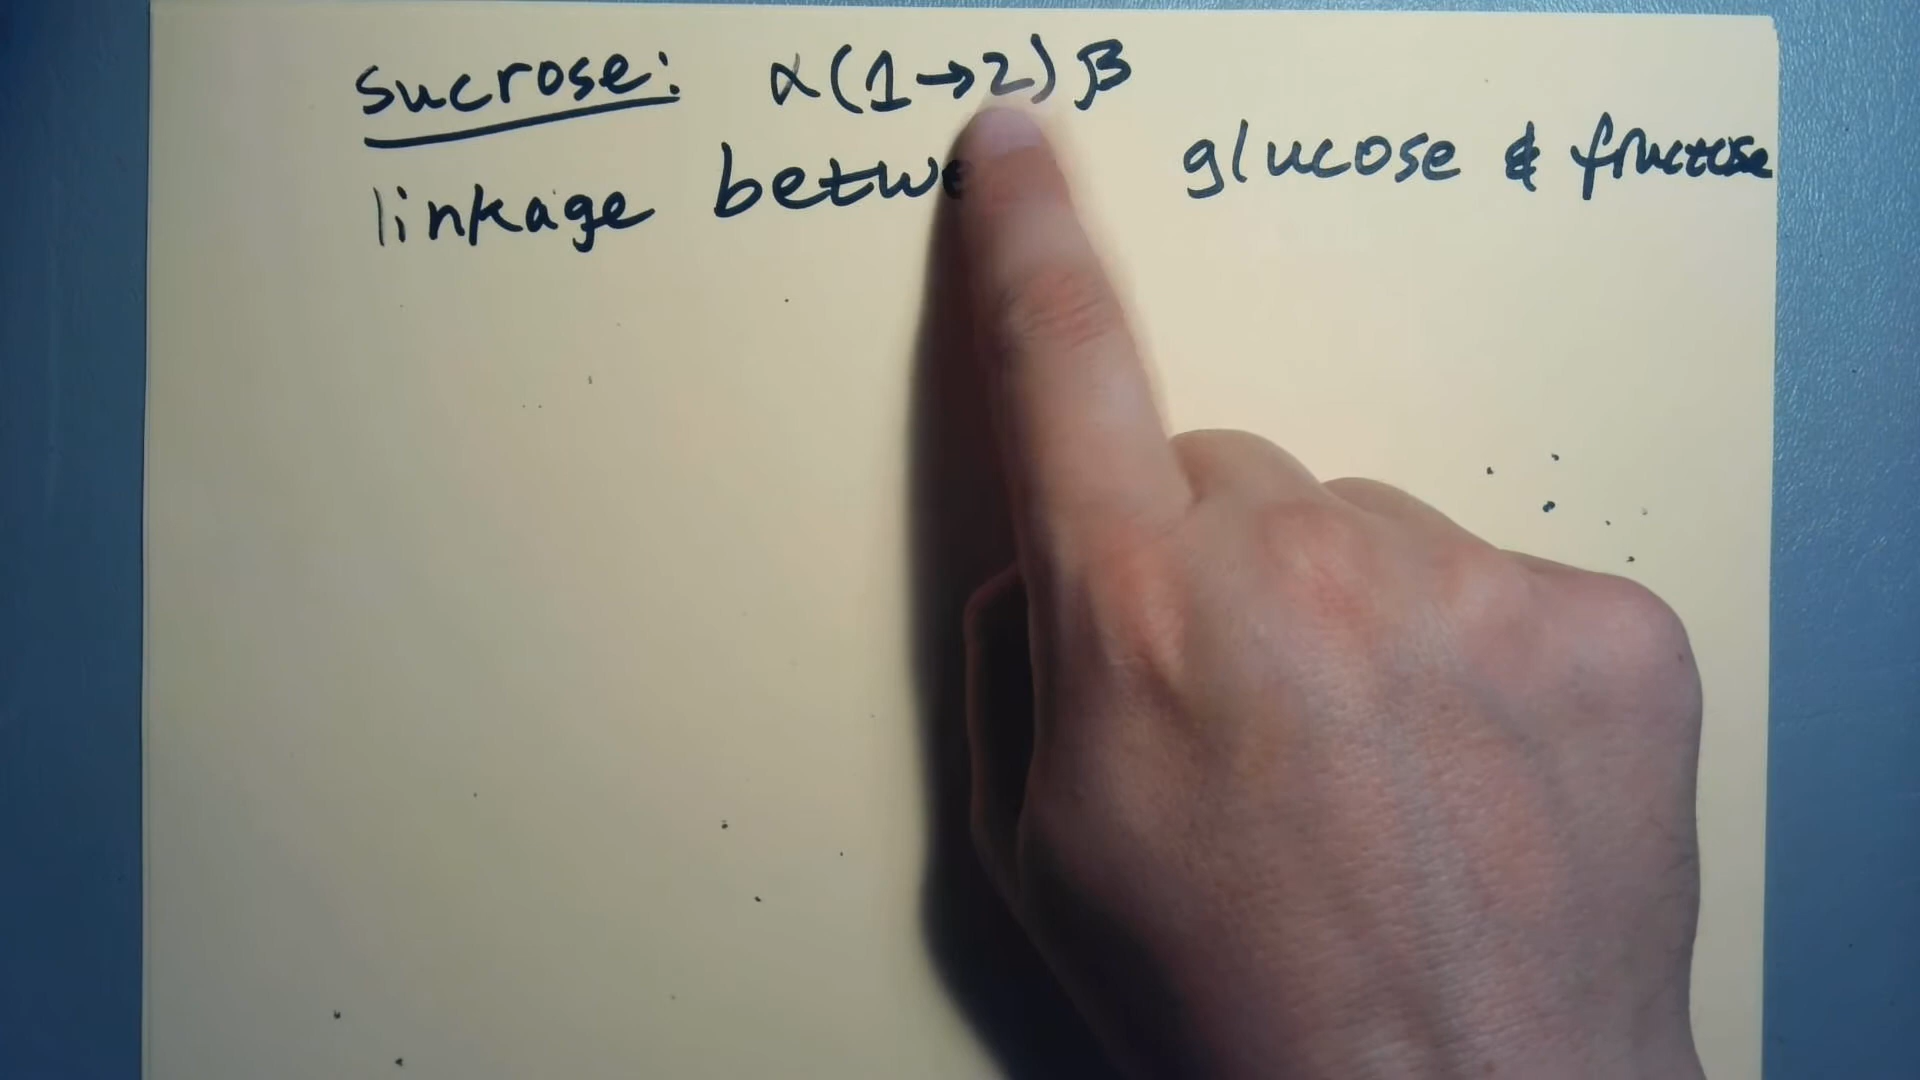 sucrose: α(1→2)β
linkage betwe glucose & fructose